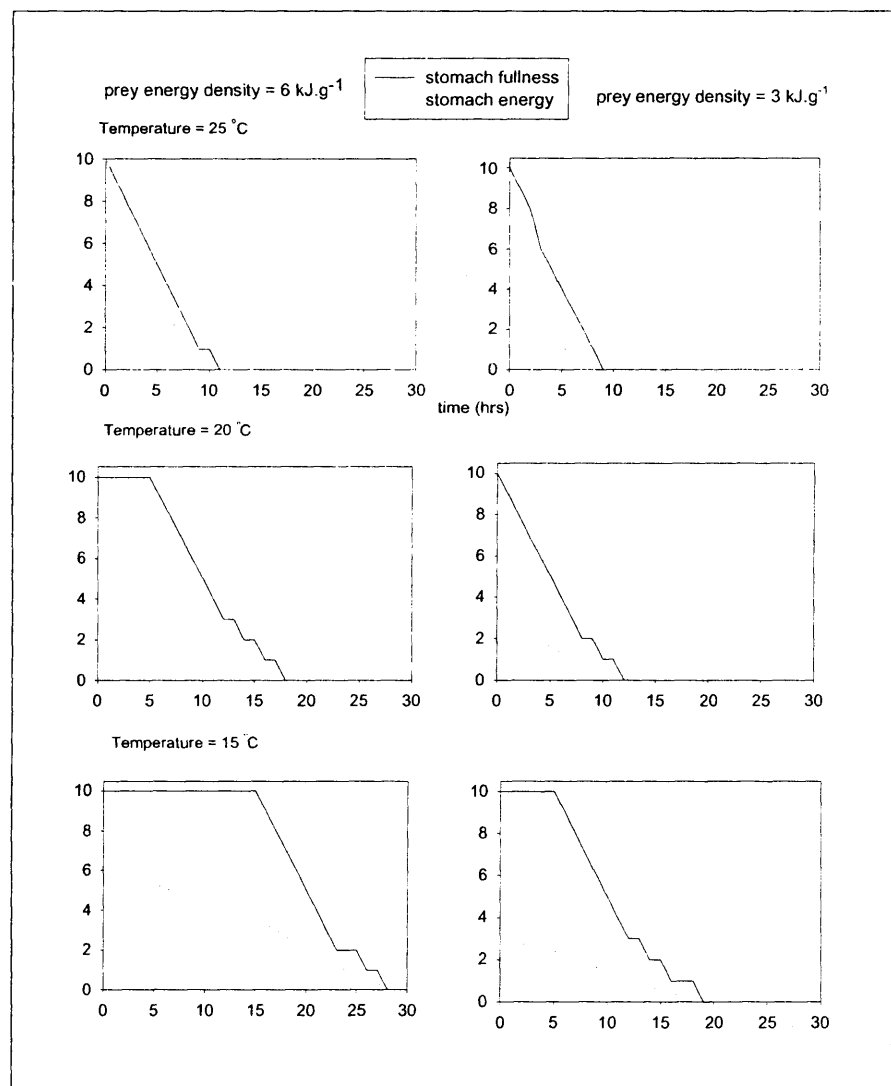 prey energy density = 6 kJ.g-1
stomach fullness
stomach energy
prey energy density = 3 kJ.g-1
Temperature = 25 °C
10
8
6
4
2
0
0 5 10 15 20 25 30
10
8
6
4
2
0
0 5 10 15 20 25 30
time (hrs)
Temperature = 20 °C
10
8
6
4
2
0
0 5 10 15 20 25 30
10
8
6
4
2
0
0 5 10 15 20 25 30
Temperature = 15 °C
10
8
6
4
2
0
0 5 10 15 20 25 30
10
8
6
4
2
0
0 5 10 15 20 25 30